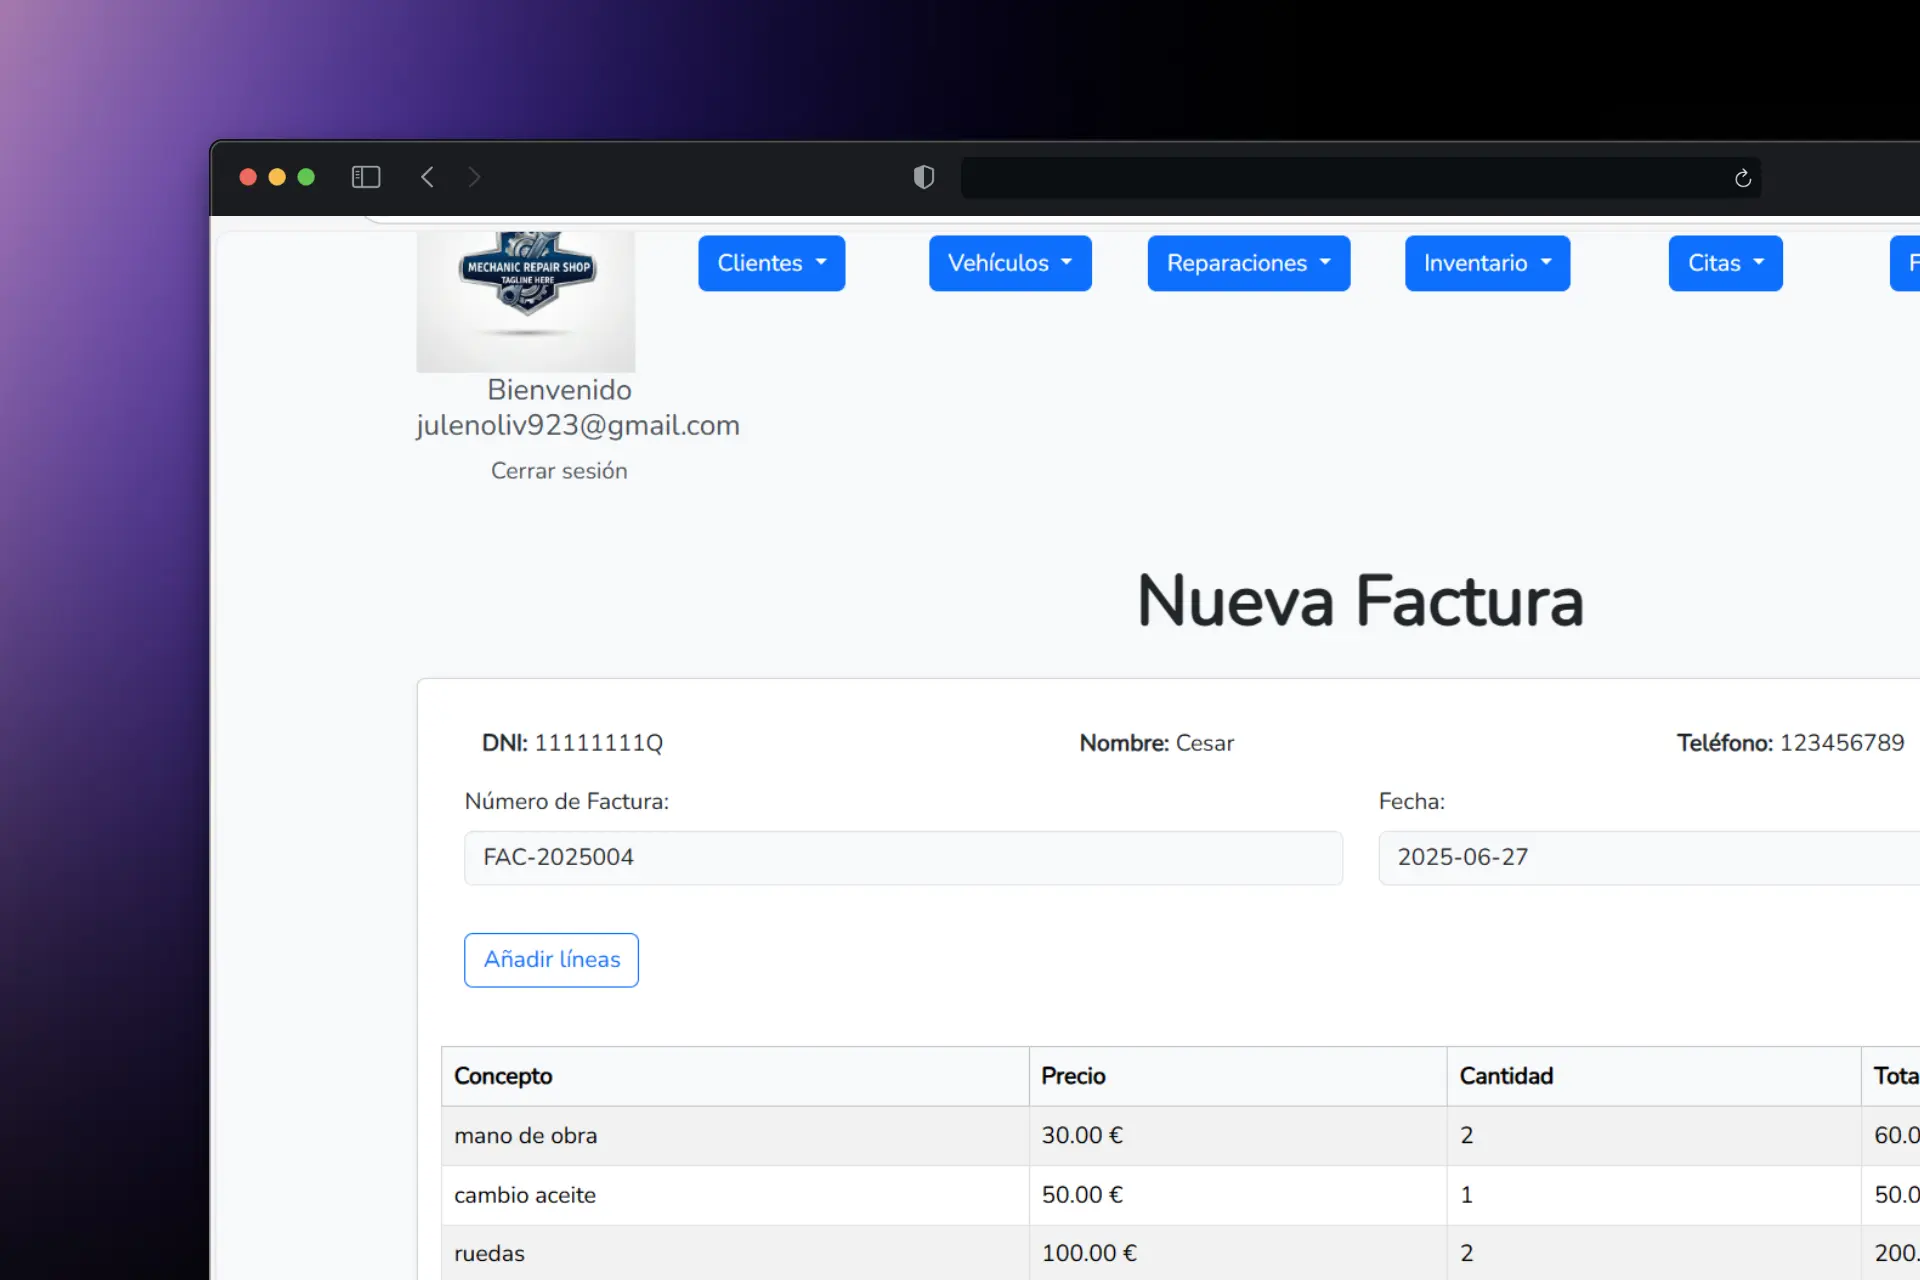 MECHANIC REPAIR SHOP
TAGLINE HERE
Clientes
Vehículos
Reparaciones
Inventario
Citas
F
Bienvenido
julenoliv923@gmail.com
Cerrar sesión
Nueva Factura
DNI: 11111111Q
Nombre: Cesar
Teléfono: 123456789
Número de Factura:
Fecha:
FAC-2025004
2025-06-27
Añadir líneas
Concepto Precio Cantidad Tota
mano de obra 30.00 € 2 60.0
cambio aceite 50.00 € 1 50.0
ruedas 100.00 € 2 200.